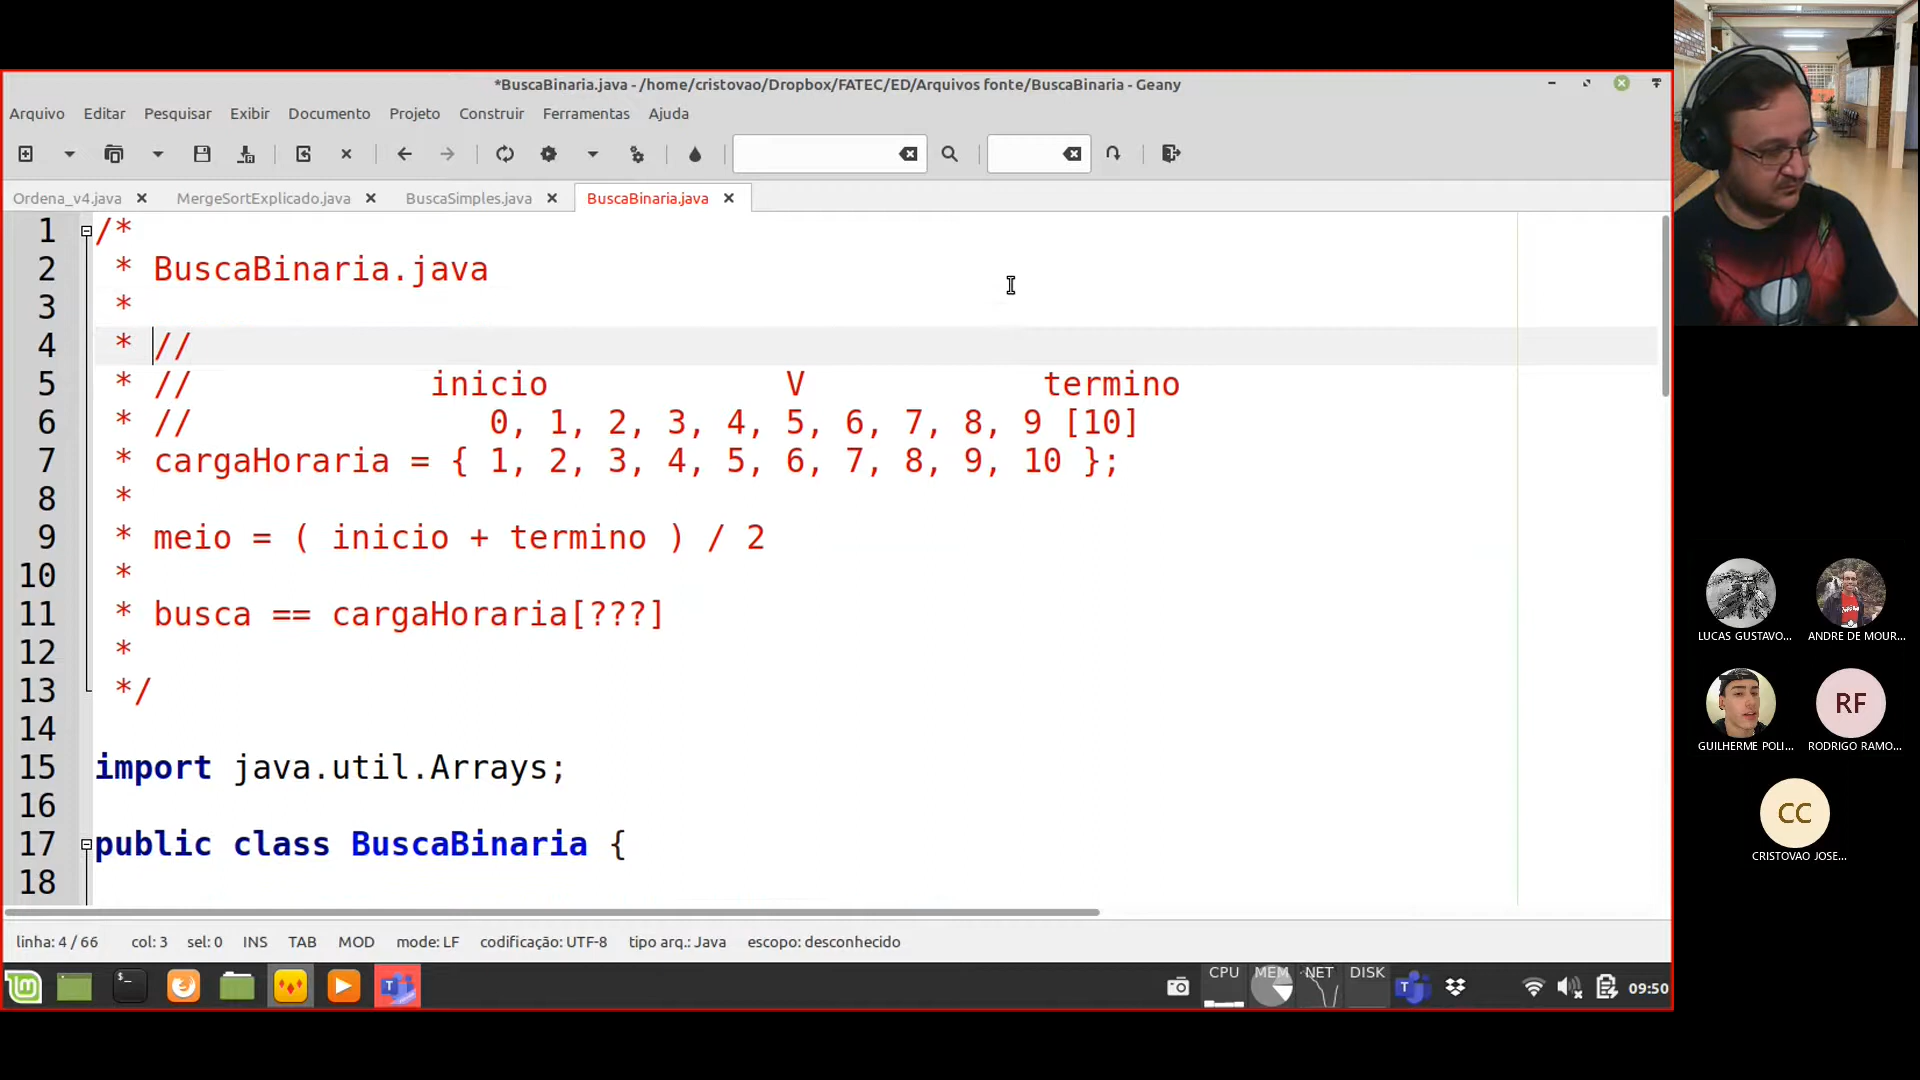 *BuscaBinaria.java - /home/cristovao/Dropbox/FATEC/ED/Arquivos fonte/BuscaBinaria - Geany
Arquivo Editar Pesquisar Exibir Documento Projeto Construir Ferramentas Ajuda
Ordena_v4.java MergeSortExplicado.java BuscaSimples.java BuscaBinaria.java
1 /*
2 * BuscaBinaria.java
3 *
4 * //
5 * // inicio V termino
6 * // 0, 1, 2, 3, 4, 5, 6, 7, 8, 9 [10]
7 * cargaHoraria = { 1, 2, 3, 4, 5, 6, 7, 8, 9, 10 };
8 *
9 * meio = ( inicio + termino ) / 2
10 *
11 * busca == cargaHoraria[???]
12 *
13 */
14
15 import java.util.Arrays;
16
17 public class BuscaBinaria {
18
linha: 4 / 66 col: 3 sel: 0 INS TAB MOD mode: LF codificação: UTF-8 tipo arq.: Java escopo: desconhecido
CPU MEM NET DISK
09:50
LUCAS GUSTAVO... ANDRE DE MOUR...
RF
GUILHERME POLI... RODRIGO RAMO...
CC
CRISTOVAO JOSE...